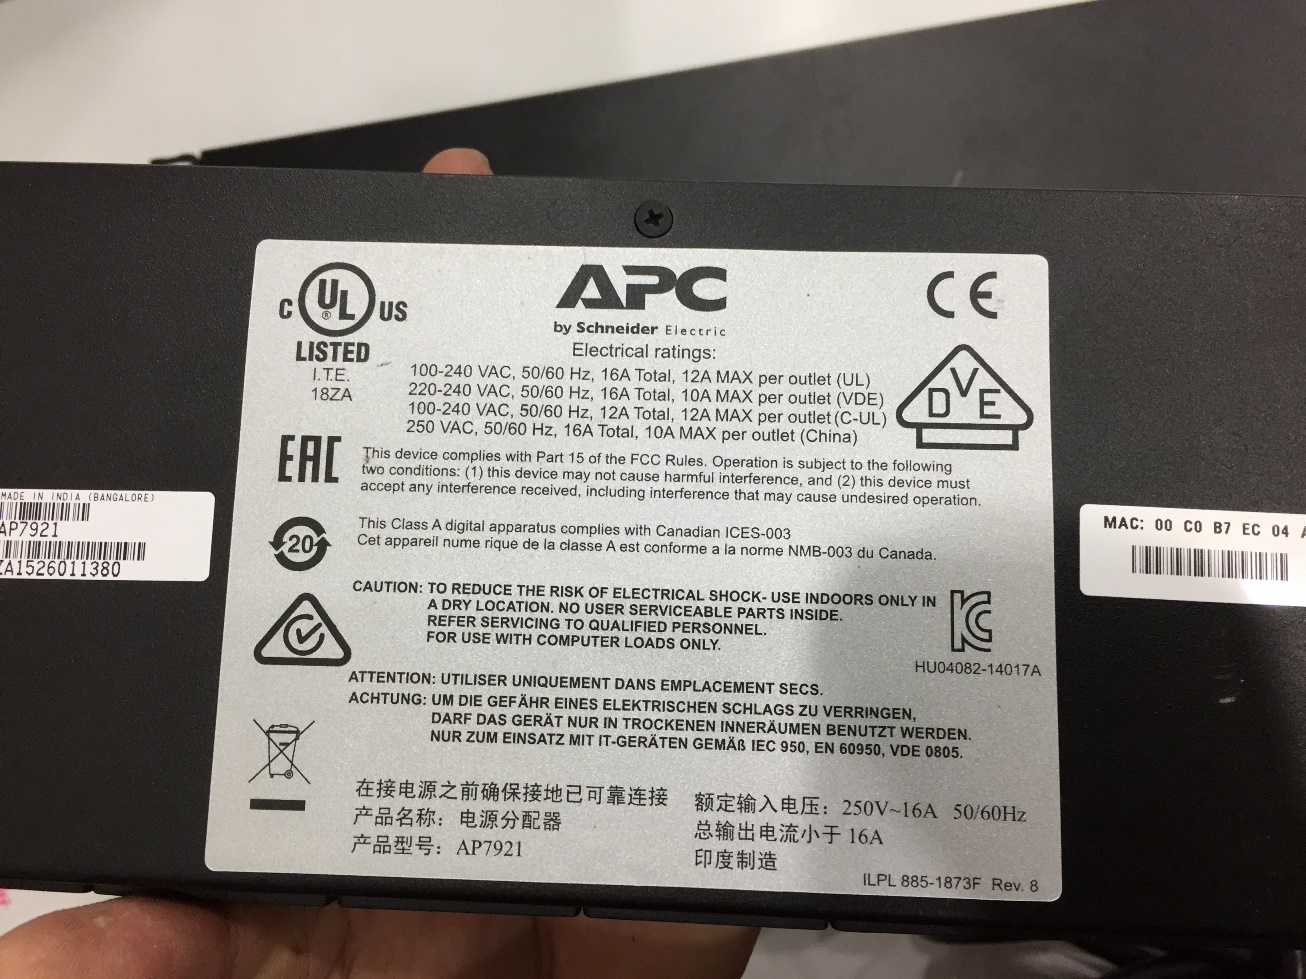 C UL US
®
LISTED
I.T.E.
18ZA
APC
by Schneider Electric
CE
Electrical ratings:
100-240 VAC, 50/60 Hz, 16A Total, 12A MAX per outlet (UL)
220-240 VAC, 50/60 Hz, 16A Total, 10A MAX per outlet (VDE)
100-240 VAC, 50/60 Hz, 12A Total, 12A MAX per outlet (C-UL)
250 VAC, 50/60 Hz, 16A Total, 10A MAX per outlet (China)
DVE
EAC
This device complies with Part 15 of the FCC Rules. Operation is subject to the following
two conditions: (1) this device may not cause harmful interference, and (2) this device must
accept any interference received, including interference that may cause undesired operation.
MADE IN INDIA (BANGALORE)
AP7921
ZA1526011380
20
This Class A digital apparatus complies with Canadian ICES-003
Cet appareil nume rique de la classe A est conforme a la norme NMB-003 du Canada.
MAC: 00 C0 B7 EC 04
CAUTION: TO REDUCE THE RISK OF ELECTRICAL SHOCK- USE INDOORS ONLY IN
A DRY LOCATION. NO USER SERVICEABLE PARTS INSIDE.
REFER SERVICING TO QUALIFIED PERSONNEL.
FOR USE WITH COMPUTER LOADS ONLY.
KC
HU04082-14017A
ATTENTION: UTILISER UNIQUEMENT DANS EMPLACEMENT SECS.
ACHTUNG: UM DIE GEFÄHR EINES ELEKTRISCHEN SCHLAGS ZU VERRINGEN,
DARF DAS GERÄT NUR IN TROCKENEN INNERÄUMEN BENUTZT WERDEN.
NUR ZUM EINSATZ MIT IT-GERÄTEN GEMÄß IEC 950, EN 60950, VDE 0805.
在接电源之前确保接地已可靠连接
产品名称：电源分配器
产品型号：AP7921
额定输入电压：250V~16A 50/60Hz
总输出电流小于 16A
印度制造
ILPL 885-1873F Rev. 8